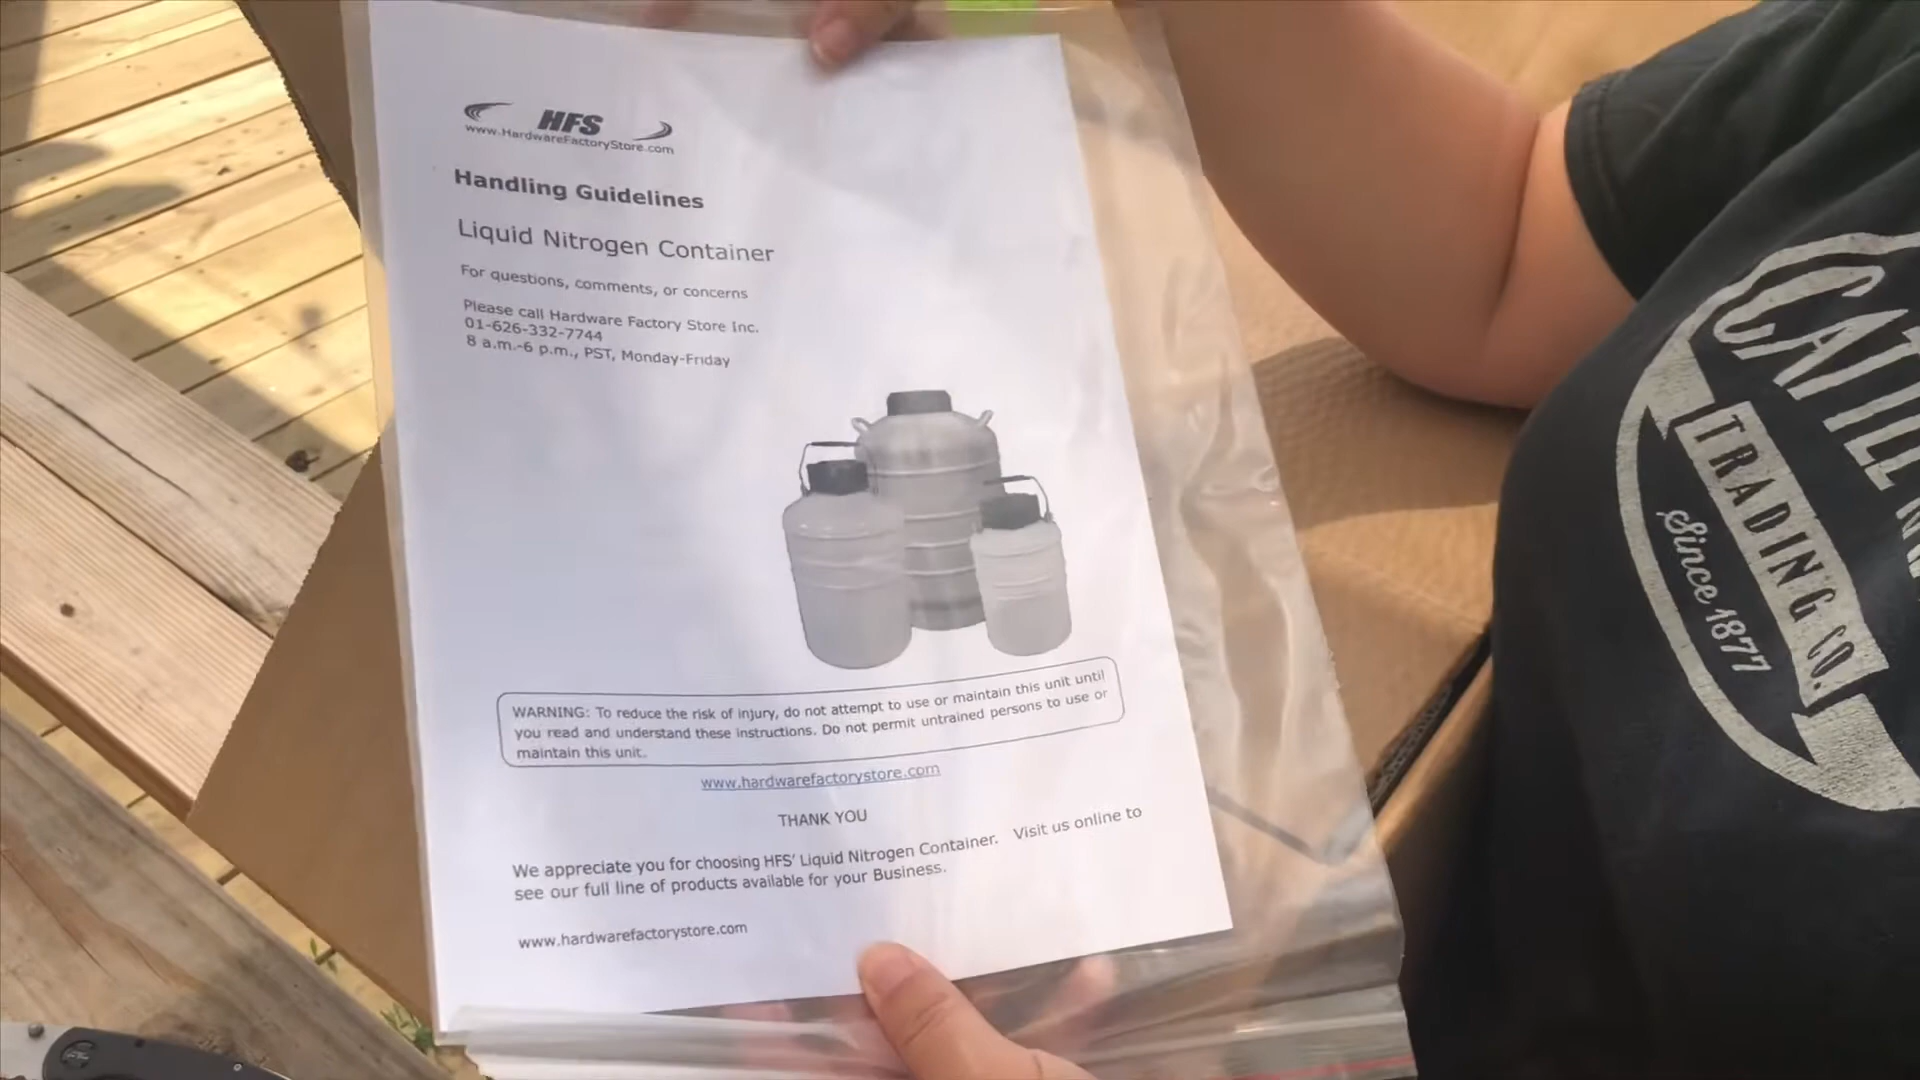 HFS
www.HardwareFactoryStore.com
Handling Guidelines
Liquid Nitrogen Container
For questions, comments, or concerns
Please call Hardware Factory Store Inc.
01-626-332-7744
8 a.m.-6 p.m., PST, Monday-Friday
WARNING: To reduce the risk of injury, do not attempt to use or maintain this unit until
you read and understand these instructions. Do not permit untrained persons to use or
maintain this unit.
www.hardwarefactorystore.com
THANK YOU
We appreciate you for choosing HFS' Liquid Nitrogen Container. Visit us online to
see our full line of products available for your Business.
www.hardwarefactorystore.com
TRADING CO.
Since 1877